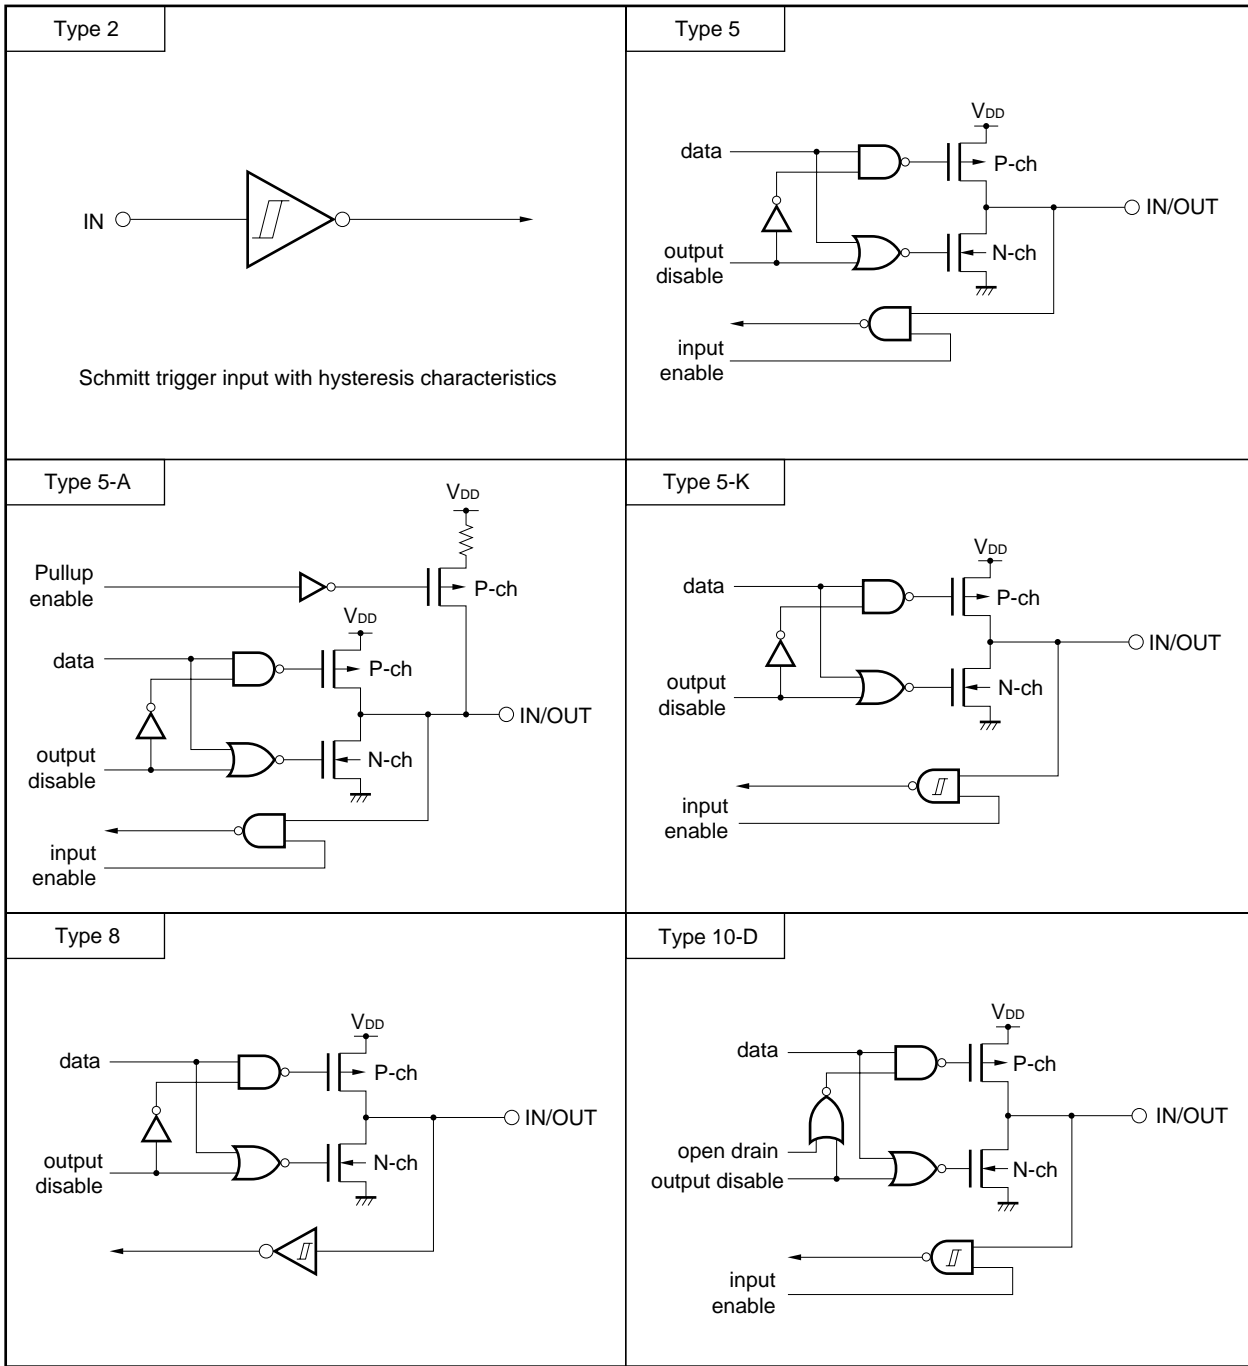 Type 2
IN
Schmitt trigger input with hysteresis characteristics
Type 5
VDD
data
P-ch
IN/OUT
output
disable
N-ch
input
enable
Type 5-A
VDD
Pullup
enable
P-ch
VDD
data
P-ch
IN/OUT
output
disable
N-ch
input
enable
Type 5-K
VDD
data
P-ch
IN/OUT
output
disable
N-ch
input
enable
Type 8
VDD
data
P-ch
IN/OUT
output
disable
N-ch
Type 10-D
VDD
data
P-ch
IN/OUT
open drain
output disable
N-ch
input
enable